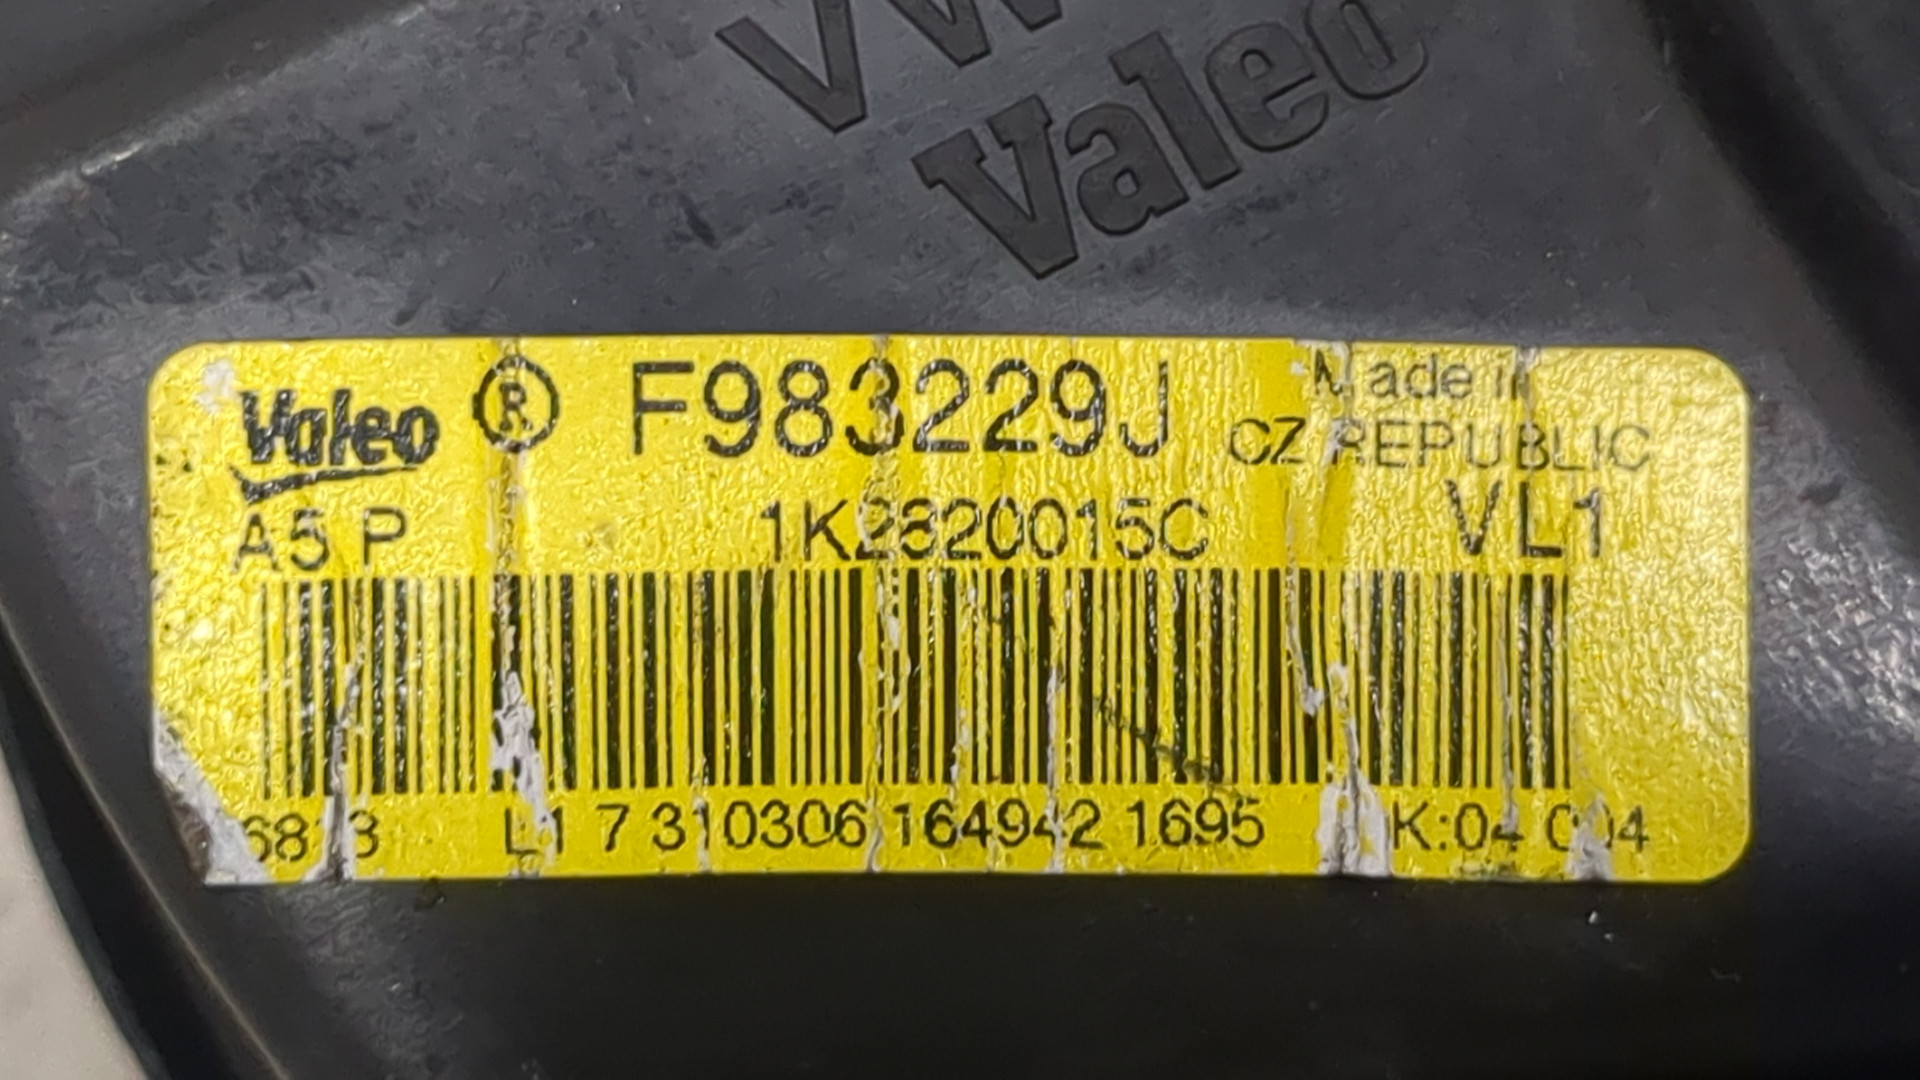 VW
Valeo
Valeo ® F983229J Made in
CZ REPUBLIC
A5 P 1K2820015C VL1
L1 7 310306 164942 1695